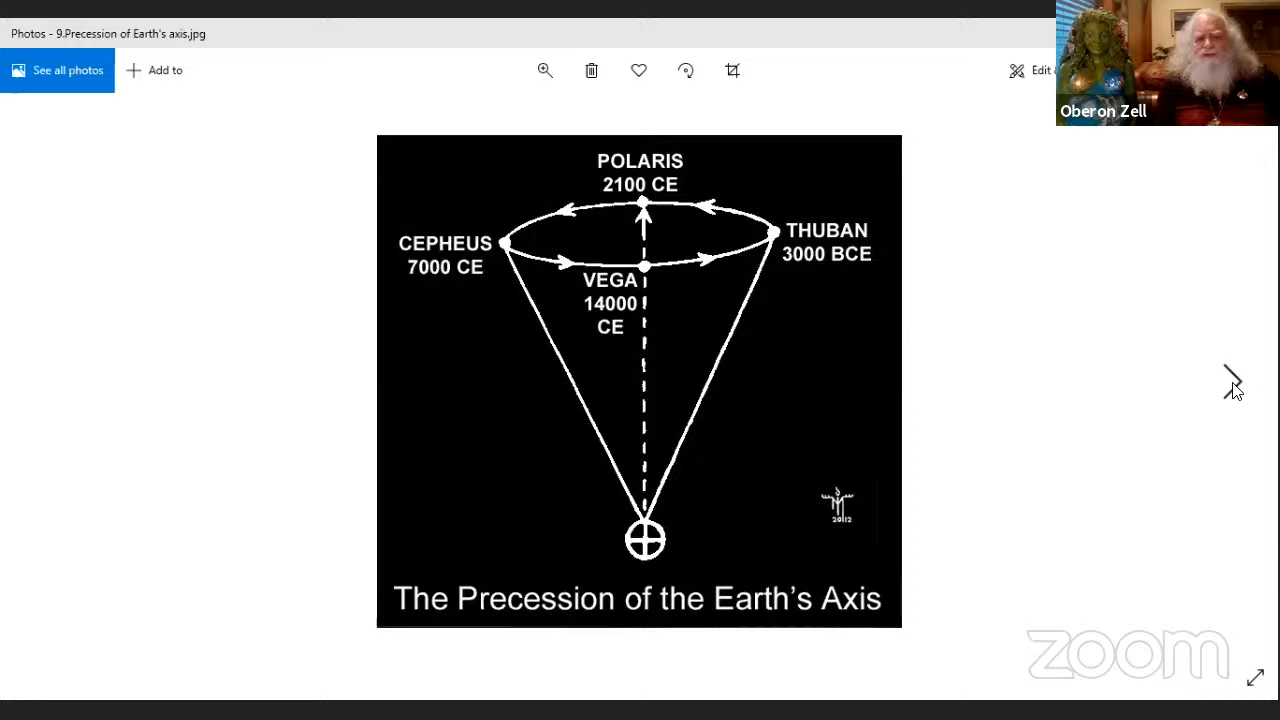 Photos - 9.Precession of Earth's axis.jpg
See all photos
Add to
Edit &
Oberon Zell
POLARIS
2100 CE
CEPHEUS
7000 CE
THUBAN
3000 BCE
VEGA
14000
CE
2012
The Precession of the Earth's Axis
zoom